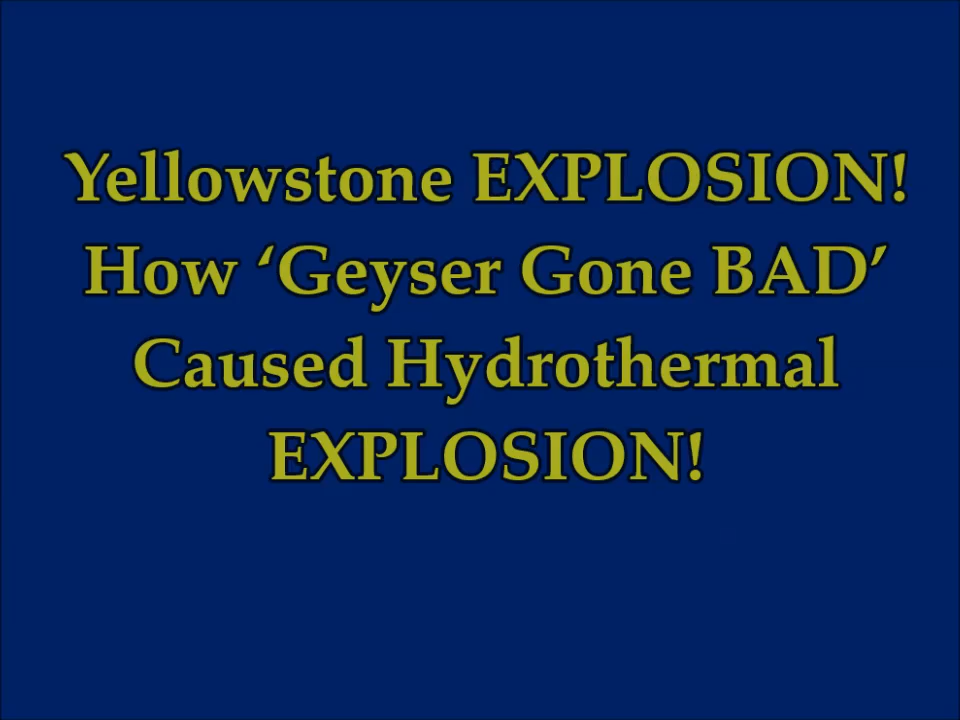 Yellowstone EXPLOSION!
How ‘Geyser Gone BAD’
Caused Hydrothermal
EXPLOSION!